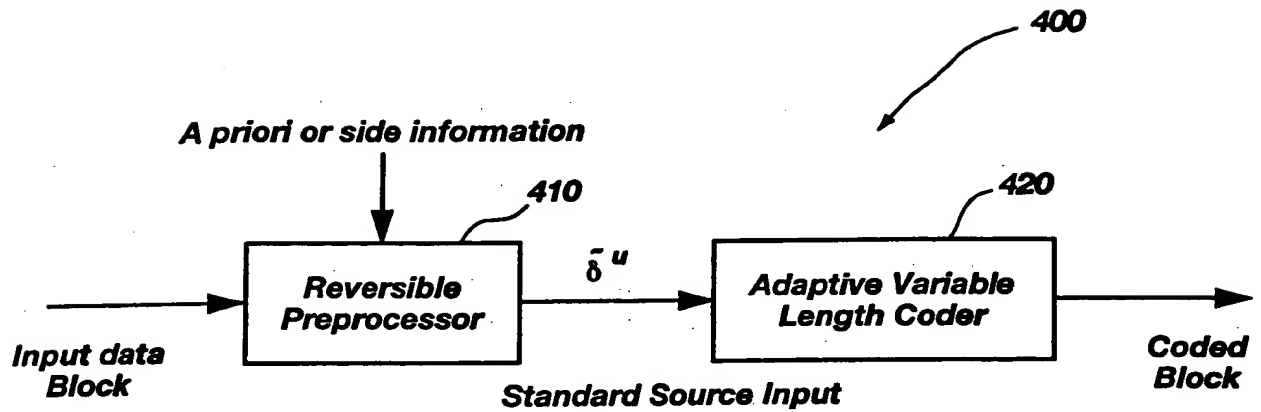 400
A priori or side information
410
420
δ̃ᵘ
Reversible
Preprocessor
Adaptive Variable
Length Coder
Input data
Block
Coded
Block
Standard Source Input